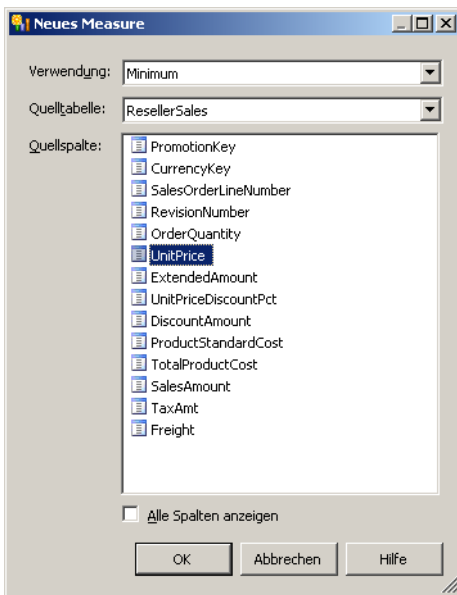 Neues Measure
Verwendung: Minimum
Quelltabelle: ResellerSales
Quellspalte: PromotionKey
CurrencyKey
SalesOrderLineNumber
RevisionNumber
OrderQuantity
UnitPrice
ExtendedAmount
UnitPriceDiscountPct
DiscountAmount
ProductStandardCost
TotalProductCost
SalesAmount
TaxAmt
Freight
Alle Spalten anzeigen
OK Abbrechen Hilfe